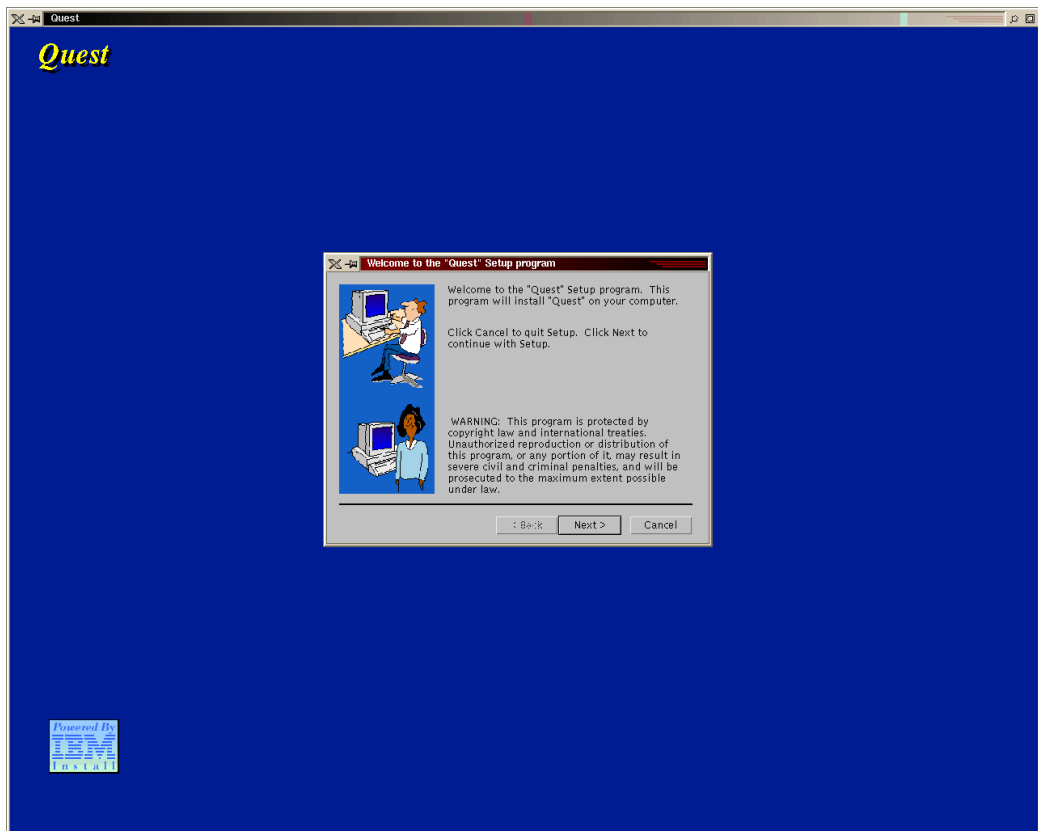 Quest
Quest
Welcome to the "Quest" Setup program
Welcome to the "Quest" Setup program. This
program will install "Quest" on your computer.
Click Cancel to quit Setup. Click Next to
continue with Setup.
WARNING: This program is protected by
copyright law and international treaties.
Unauthorized reproduction or distribution of
this program, or any portion of it, may result in
severe civil and criminal penalties, and will be
prosecuted to the maximum extent possible
under law.
< Back Next > Cancel
Powered By
IBM
Install